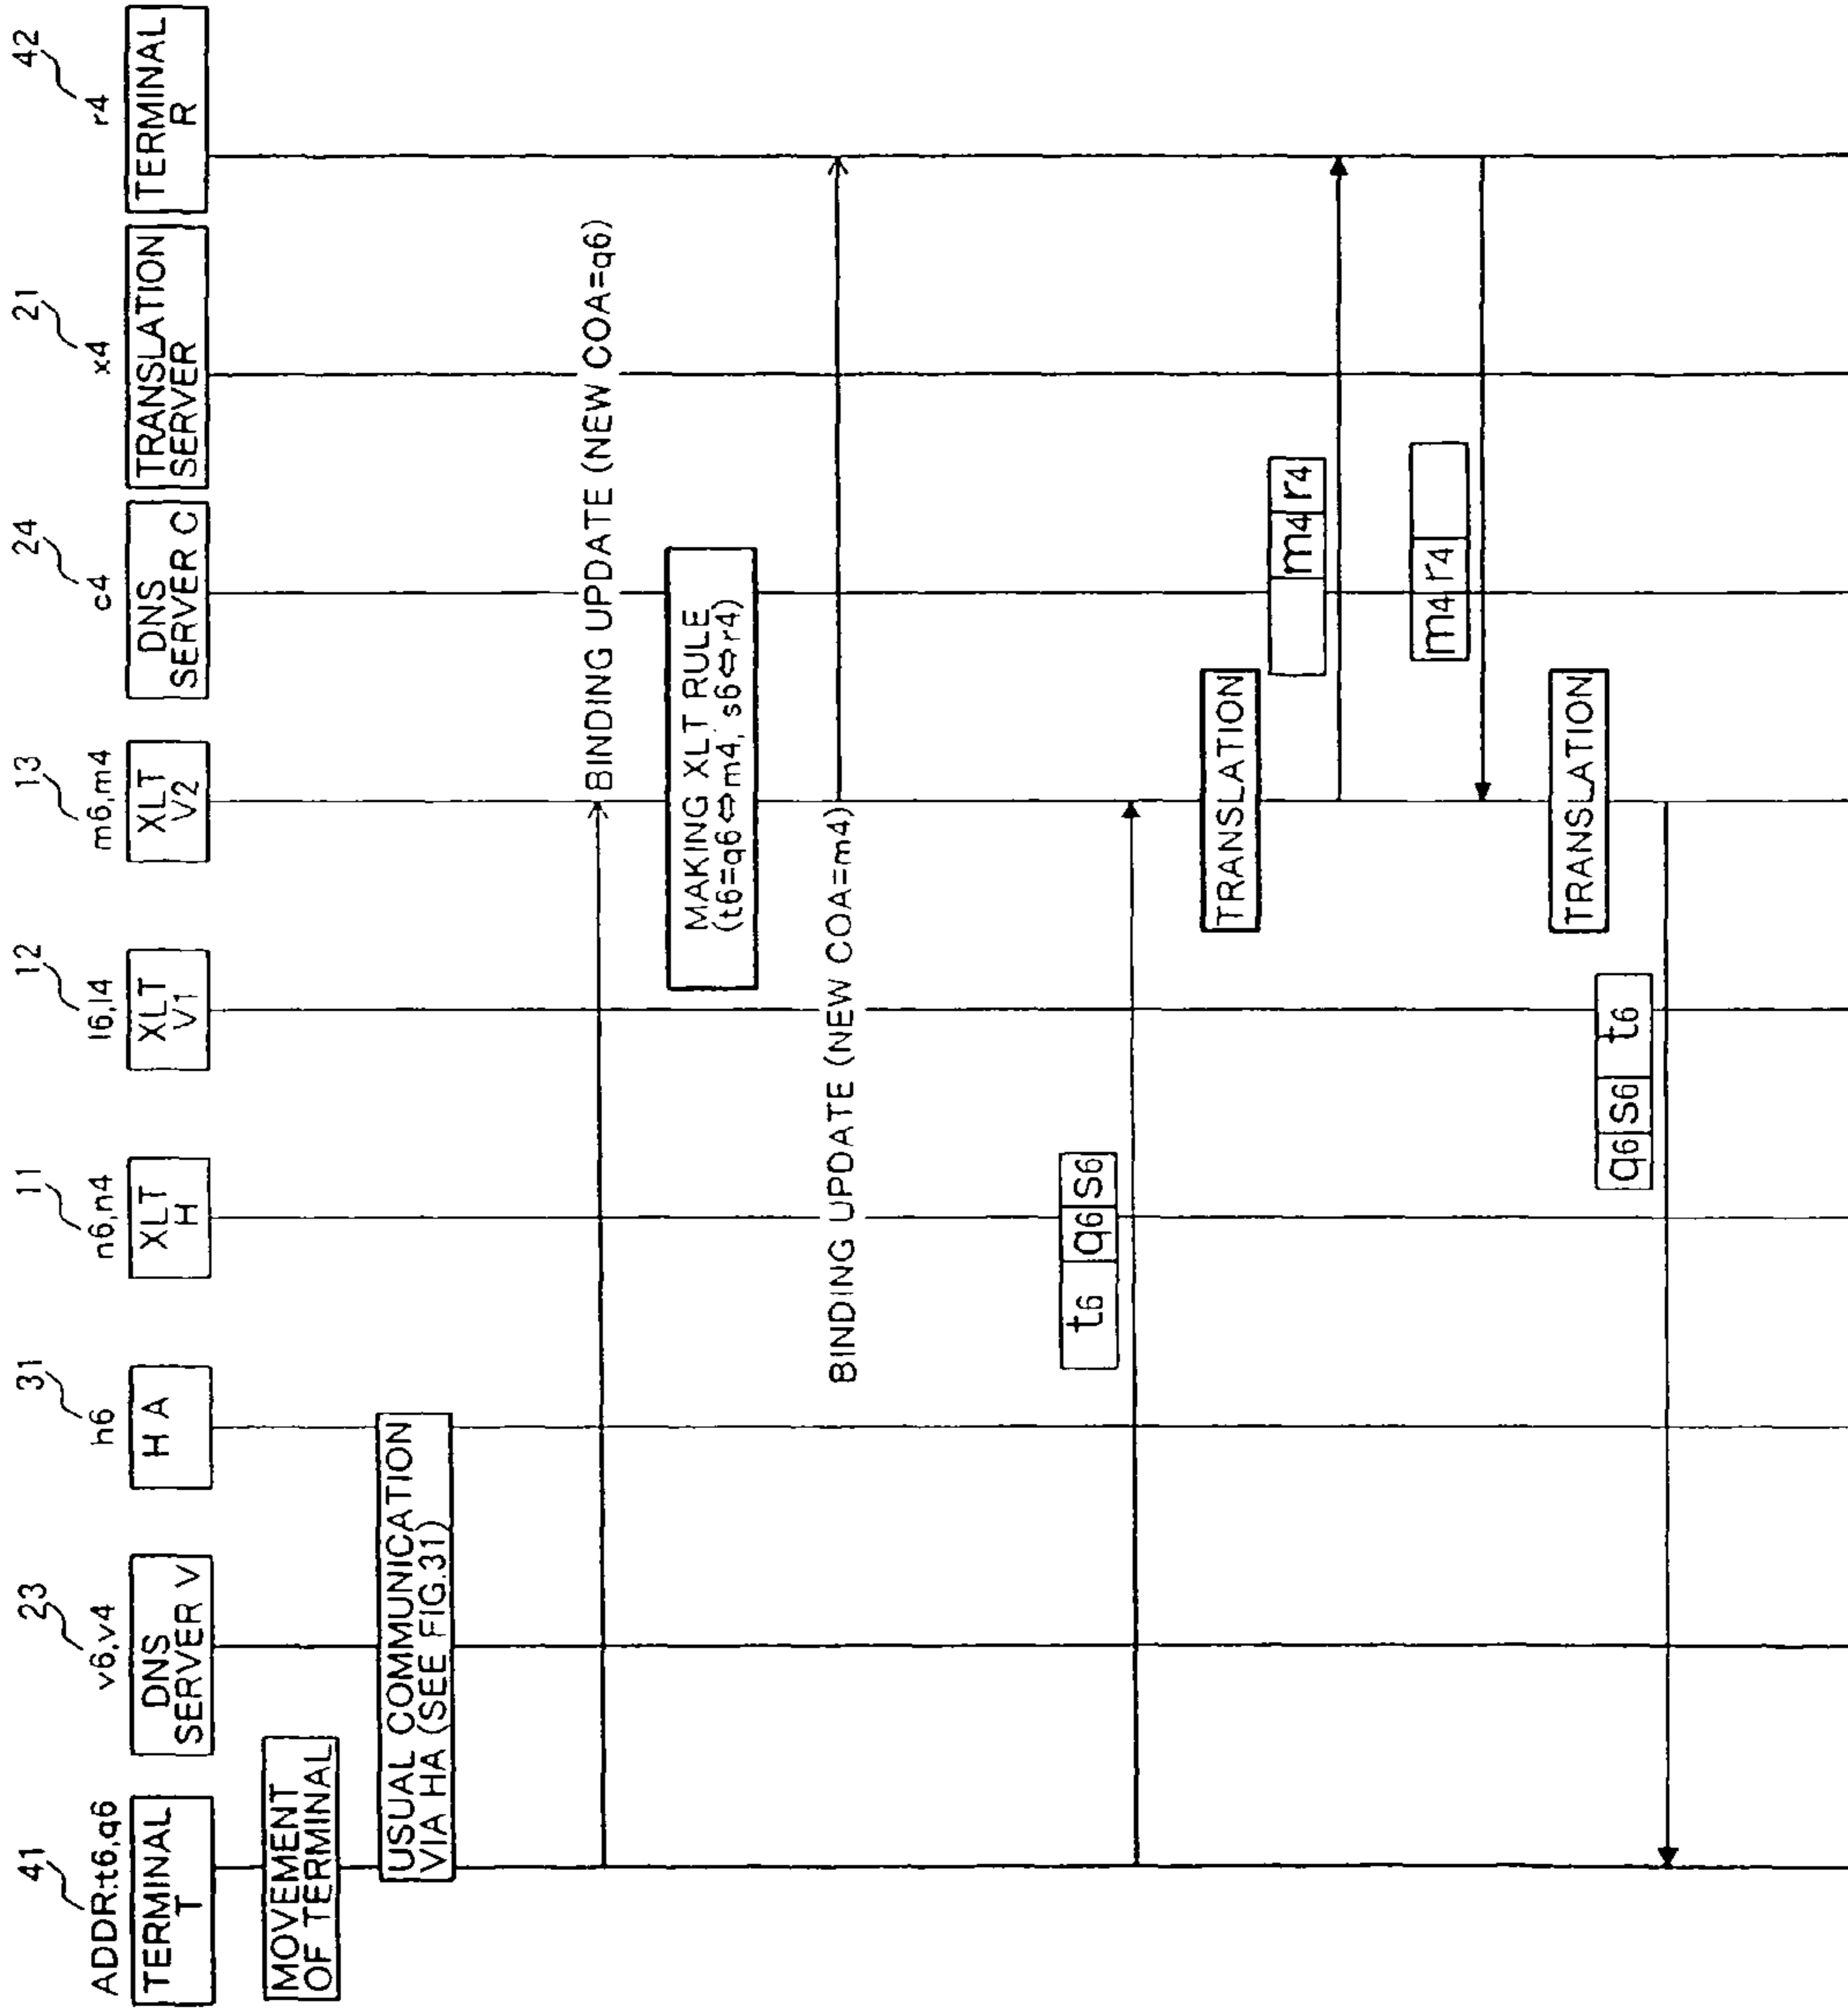 41
ADDR:t6,q6
TERMINAL
T
23
v6,v4
DNS
SERVER V
31
h6
H A
11
n6,n4
XLT
H
12
l6,l4
XLT
V1
13
m6,m4
XLT
V2
24
c4
DNS
SERVER C
21
x4
TRANSLATION
SERVER
42
r4
TERMINAL
R
MOVEMENT
OF TERMINAL
USUAL COMMUNICATION
VIA HA (SEE FIG.31)
BINDING UPDATE (NEW COA=q6)
MAKING XLT RULE
(t6=q6⇔m4, s6⇔r4)
BINDING UPDATE (NEW COA=m4)
t6 q6 s6
TRANSLATION
m4 r4
m4 r4
TRANSLATION
q6 s6 t6